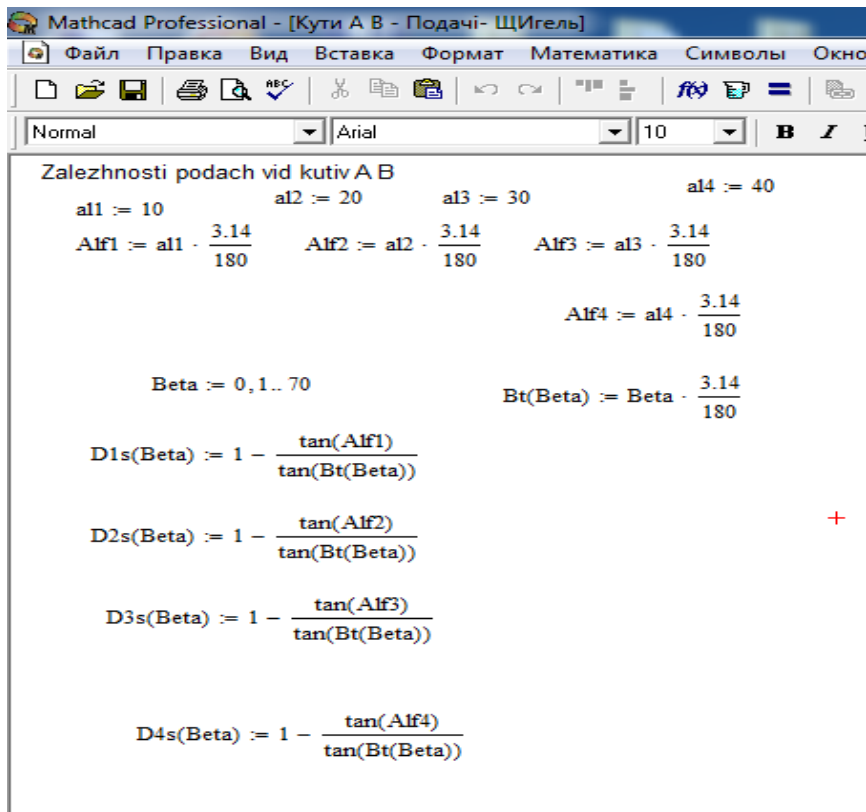 Mathcad Professional - [Кути А В - Подачі- ЩИгель]
Файл Правка Вид Вставка Формат Математика Символы Окно
ABC f(x)
Normal Arial 10 B I
Zalezhnosti podach vid kutiv A B
al1 := 10 al2 := 20 al3 := 30 al4 := 40
Alf1 := al1 · 3.14/180 Alf2 := al2 · 3.14/180 Alf3 := al3 · 3.14/180
Alf4 := al4 · 3.14/180
Beta := 0, 1.. 70 Bt(Beta) := Beta · 3.14/180
D1s(Beta) := 1 − tan(Alf1)/tan(Bt(Beta))
D2s(Beta) := 1 − tan(Alf2)/tan(Bt(Beta))
D3s(Beta) := 1 − tan(Alf3)/tan(Bt(Beta))
D4s(Beta) := 1 − tan(Alf4)/tan(Bt(Beta))